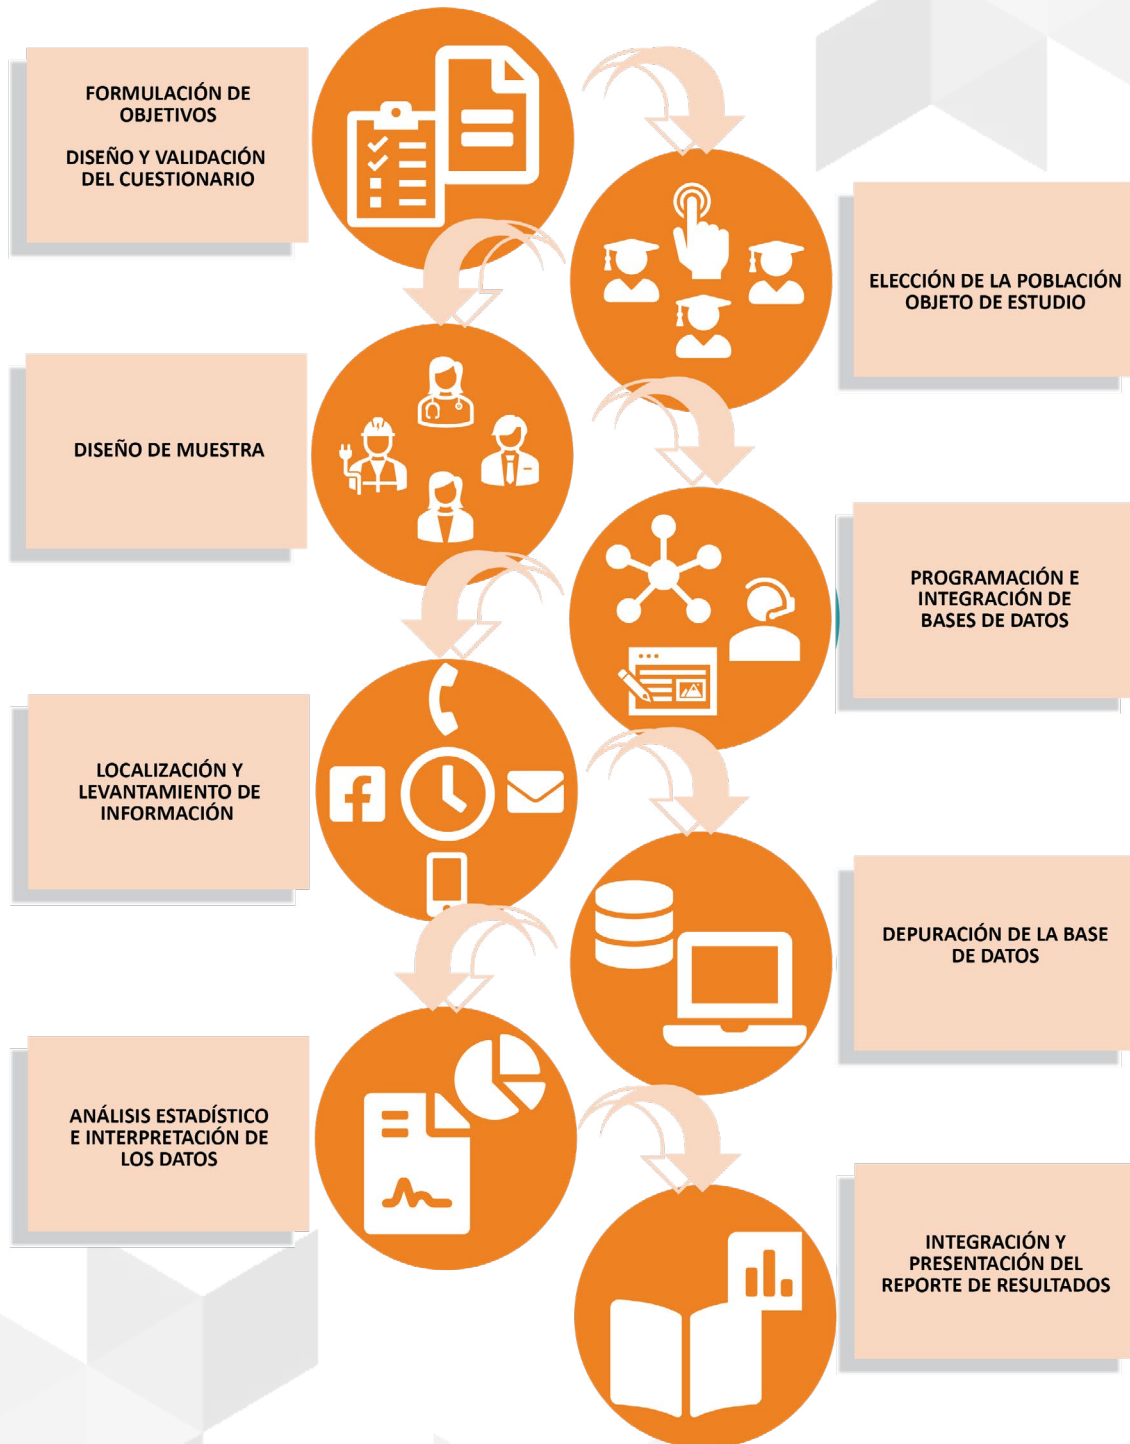 FORMULACIÓN DE
OBJETIVOS
DISEÑO Y VALIDACIÓN
DEL CUESTIONARIO
ELECCIÓN DE LA POBLACIÓN
OBJETO DE ESTUDIO
DISEÑO DE MUESTRA
PROGRAMACIÓN E
INTEGRACIÓN DE
BASES DE DATOS
LOCALIZACIÓN Y
LEVANTAMIENTO DE
INFORMACIÓN
DEPURACIÓN DE LA BASE
DE DATOS
ANÁLISIS ESTADÍSTICO
E INTERPRETACIÓN DE
LOS DATOS
INTEGRACIÓN Y
PRESENTACIÓN DEL
REPORTE DE RESULTADOS